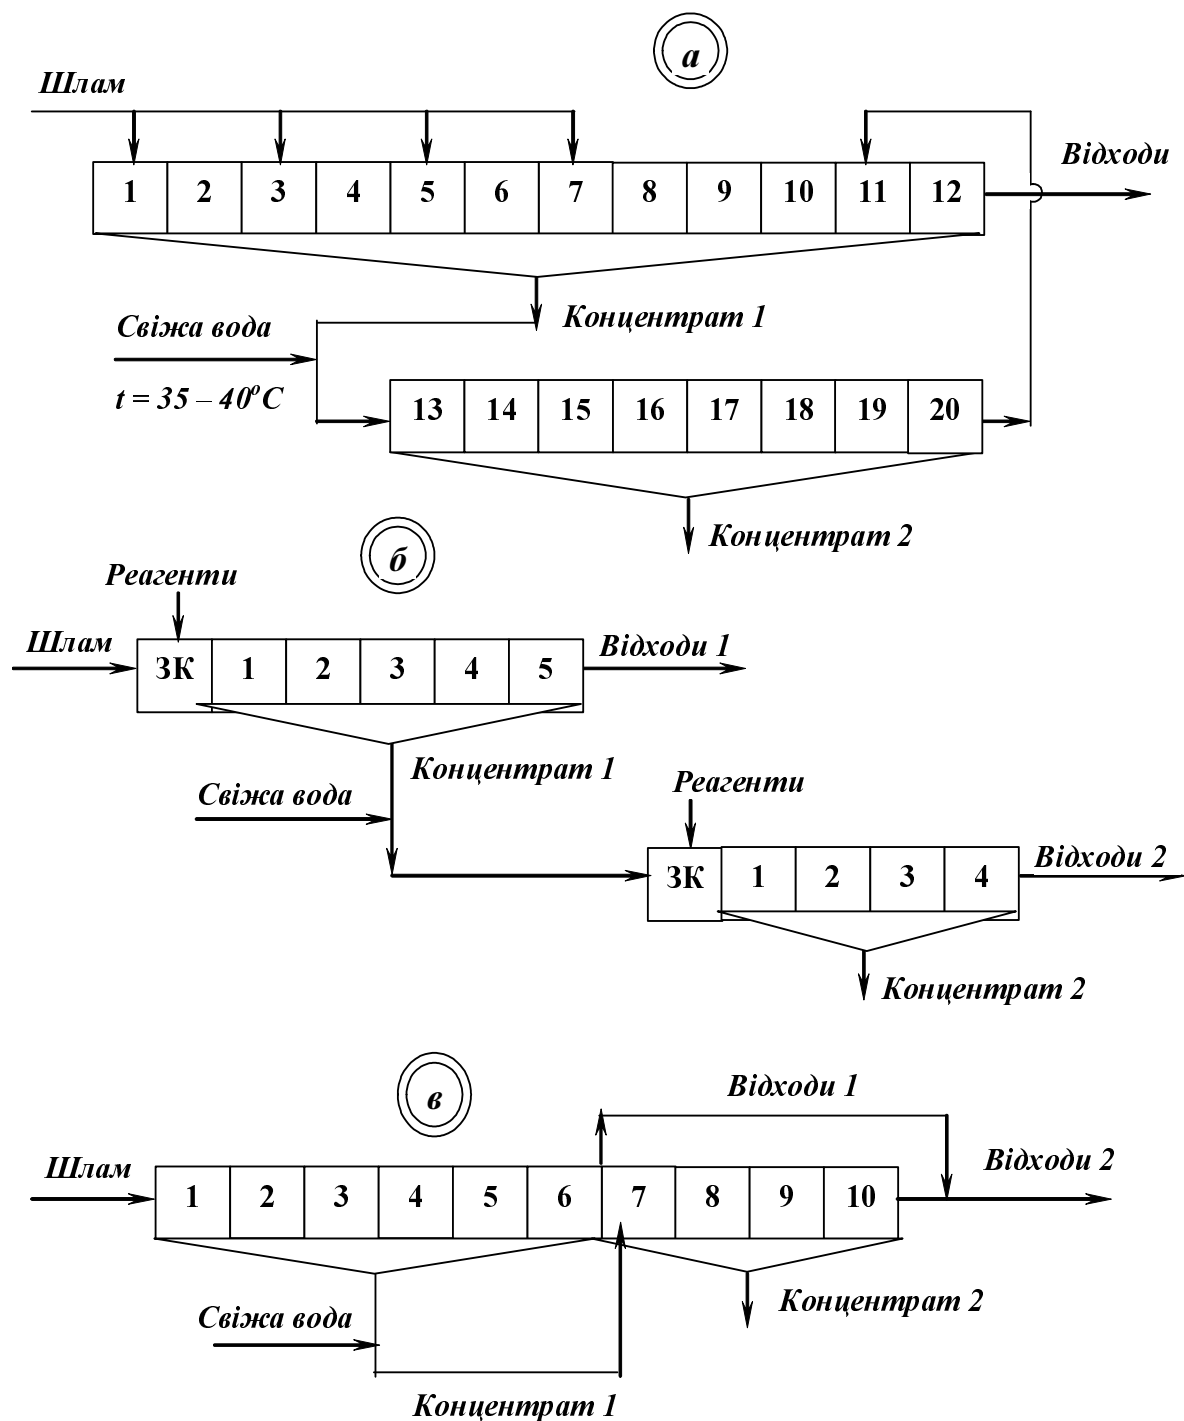 а
Шлам
Відходи
1 2 3 4 5 6 7 8 9 10 11 12
Концентрат 1
Свіжа вода
t = 35 – 40ºС
13 14 15 16 17 18 19 20
Концентрат 2
б
Реагенти
Шлам
ЗК 1 2 3 4 5
Відходи 1
Концентрат 1
Свіжа вода
Реагенти
ЗК 1 2 3 4
Відходи 2
Концентрат 2
в
Відходи 1
Шлам
Відходи 2
1 2 3 4 5 6 7 8 9 10
Свіжа вода
Концентрат 2
Концентрат 1